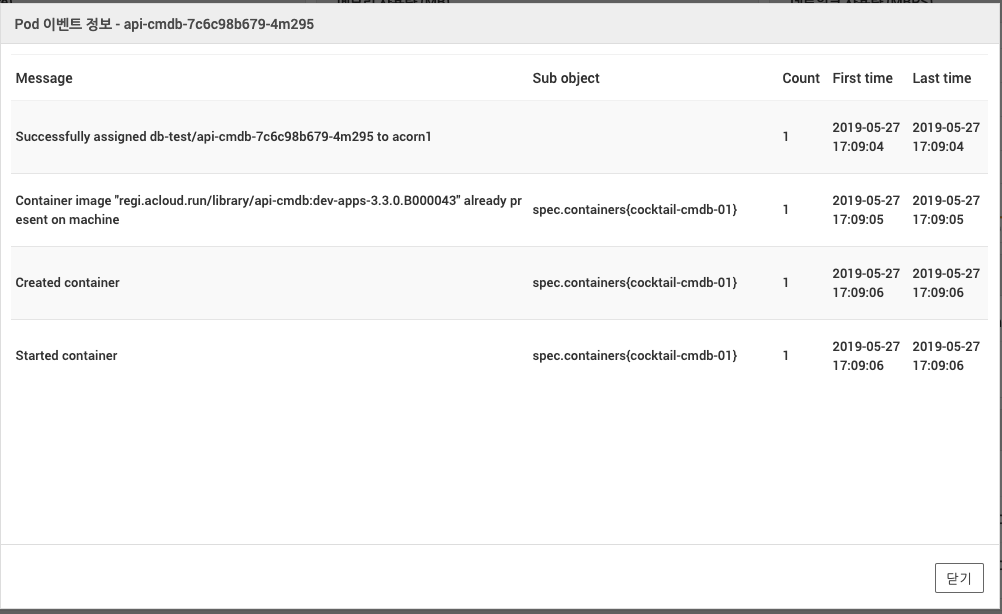 Pod 이벤트 정보 - api-cmdb-7c6c98b679-4m295
Message Sub object Count First time Last time
Successfully assigned db-test/api-cmdb-7c6c98b679-4m295 to acorn1 1 2019-05-27 2019-05-27
17:09:04 17:09:04
Container image "regi.acloud.run/library/api-cmdb:dev-apps-3.3.0.B000043" already pr
esent on machine
spec.containers{cocktail-cmdb-01} 1 2019-05-27 2019-05-27
17:09:05 17:09:05
Created container spec.containers{cocktail-cmdb-01} 1 2019-05-27 2019-05-27
17:09:06 17:09:06
Started container spec.containers{cocktail-cmdb-01} 1 2019-05-27 2019-05-27
17:09:06 17:09:06
닫기